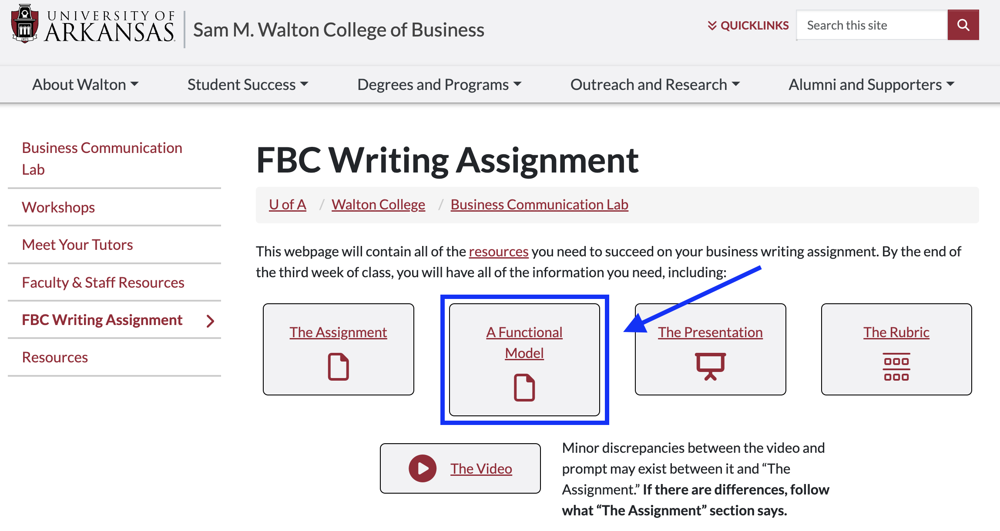 UNIVERSITY OF
ARKANSAS
1871
Sam M. Walton College of Business
QUICKLINKS
Search this site
About Walton
Student Success
Degrees and Programs
Outreach and Research
Alumni and Supporters
Business Communication
Lab
Workshops
Meet Your Tutors
Faculty & Staff Resources
FBC Writing Assignment
Resources
FBC Writing Assignment
U of A / Walton College / Business Communication Lab
This webpage will contain all of the resources you need to succeed on your business writing assignment. By the end of
the third week of class, you will have all of the information you need, including:
The Assignment
A Functional
Model
The Presentation
The Rubric
The Video
Minor discrepancies between the video and
prompt may exist between it and “The
Assignment.” If there are differences, follow
what “The Assignment” section says.